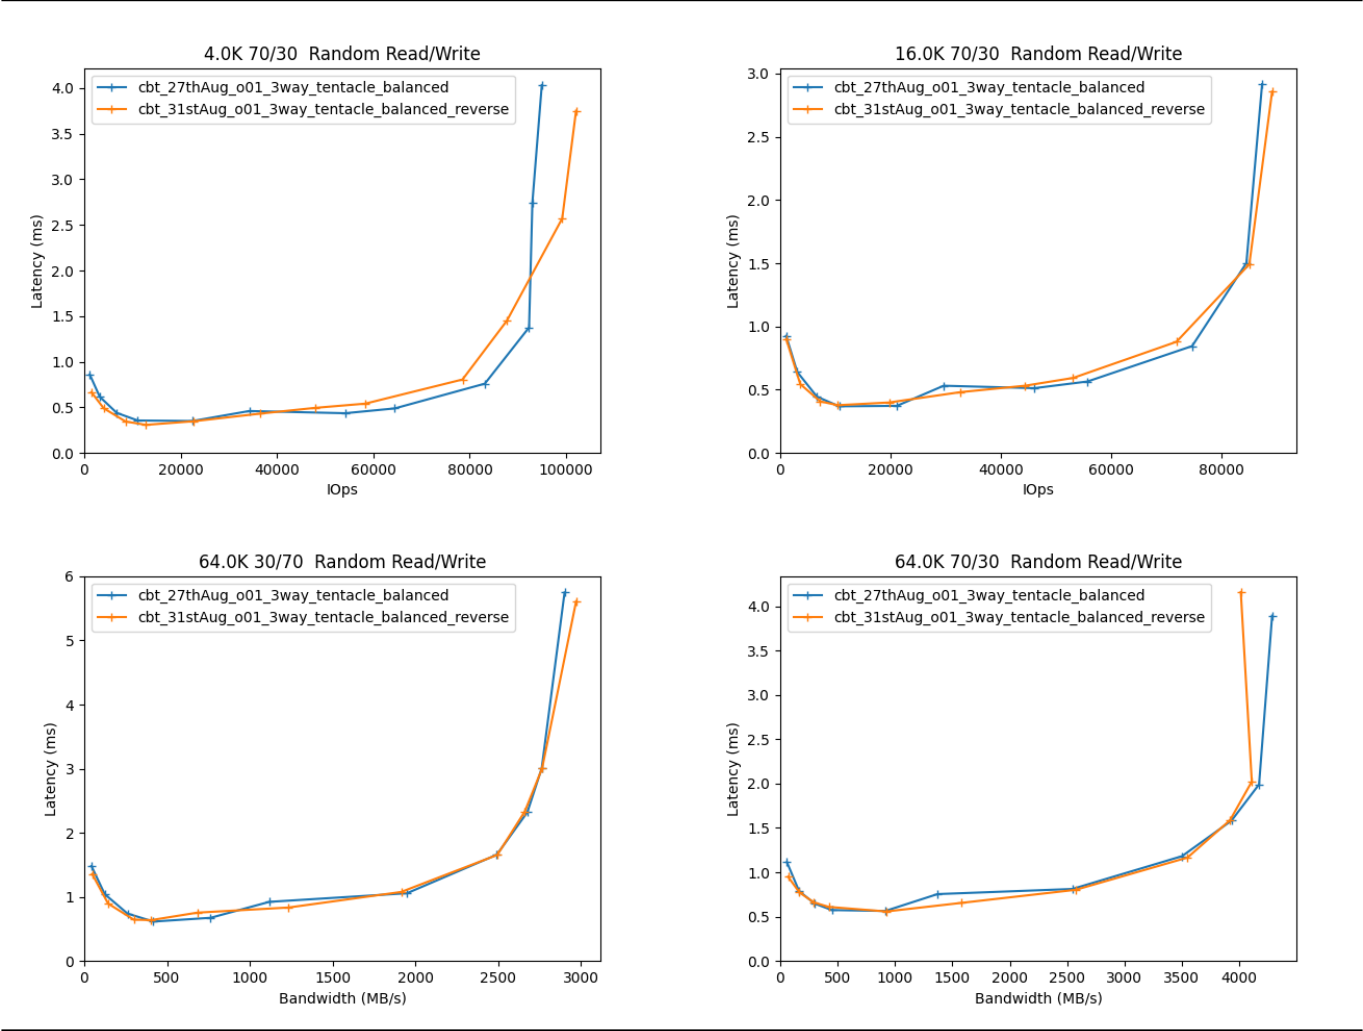 4.0K 70/30  Random Read/Write
cbt_27thAug_o01_3way_tentacle_balanced
cbt_31stAug_o01_3way_tentacle_balanced_reverse
4.0
3.5
3.0
2.5
2.0
1.5
1.0
0.5
0.0
Latency (ms)
0 20000 40000 60000 80000 100000
IOps
16.0K 70/30  Random Read/Write
cbt_27thAug_o01_3way_tentacle_balanced
cbt_31stAug_o01_3way_tentacle_balanced_reverse
3.0
2.5
2.0
1.5
1.0
0.5
0.0
Latency (ms)
0 20000 40000 60000 80000
IOps
64.0K 30/70  Random Read/Write
cbt_27thAug_o01_3way_tentacle_balanced
cbt_31stAug_o01_3way_tentacle_balanced_reverse
6
5
4
3
2
1
0
Latency (ms)
0 500 1000 1500 2000 2500 3000
Bandwidth (MB/s)
64.0K 70/30  Random Read/Write
cbt_27thAug_o01_3way_tentacle_balanced
cbt_31stAug_o01_3way_tentacle_balanced_reverse
4.0
3.5
3.0
2.5
2.0
1.5
1.0
0.5
0.0
Latency (ms)
0 500 1000 1500 2000 2500 3000 3500 4000
Bandwidth (MB/s)